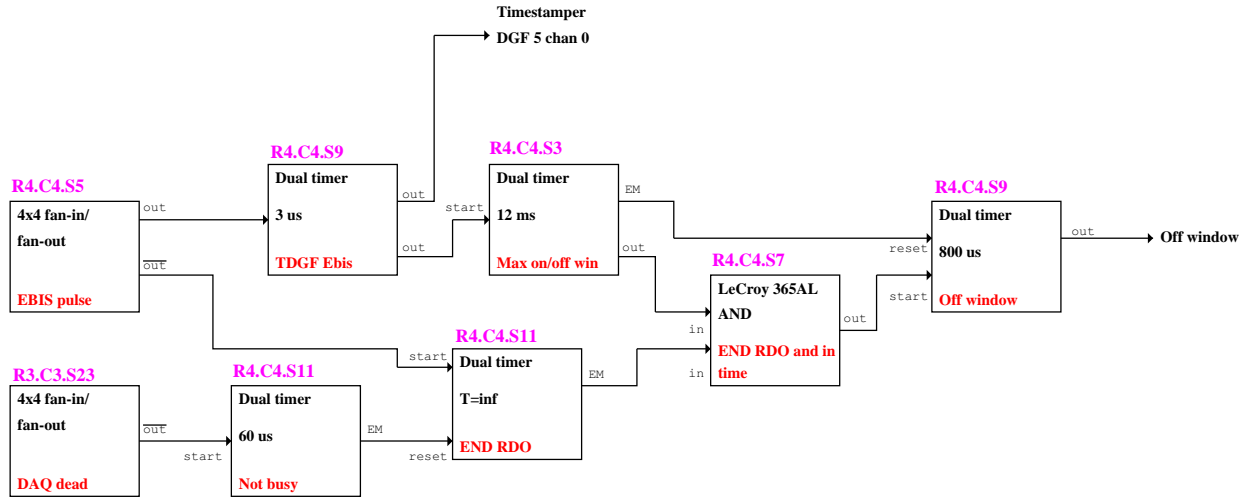 Timestamper
DGF 5 chan 0
R4.C4.S5
4x4 fan-in/
fan-out
EBIS pulse
out
out
R4.C4.S9
Dual timer
3 us
TDGF Ebis
out
out
R4.C4.S3
start
Dual timer
12 ms
Max on/off win
EM
out
R4.C4.S7
LeCroy 365AL
AND
END RDO and in
time
in
in
out
R4.C4.S9
Dual timer
800 us
Off window
reset
start
out
Off window
R3.C3.S23
4x4 fan-in/
fan-out
DAQ dead
out
R4.C4.S11
start
Dual timer
60 us
Not busy
EM
R4.C4.S11
start
Dual timer
T=inf
END RDO
reset
EM